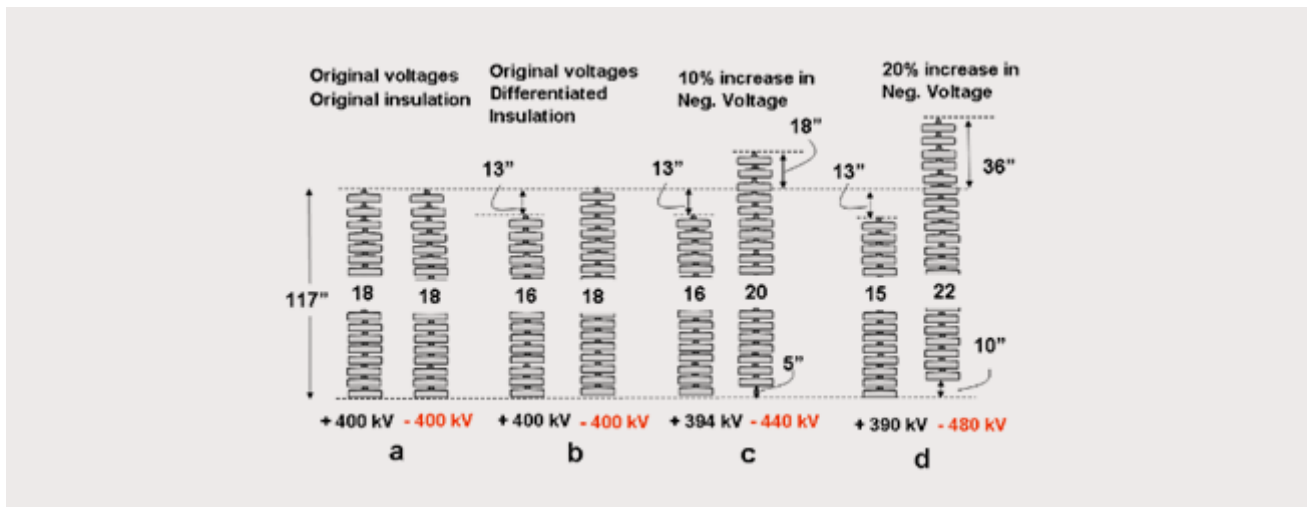 Original voltages
Original insulation
Original voltages
Differentiated
Insulation
10% increase in
Neg. Voltage
20% increase in
Neg. Voltage
18”
36”
13”
13”
13”
117”
18
18
16
18
16
20
15
22
5”
10”
+ 400 kV - 400 kV
+ 400 kV - 400 kV
+ 394 kV - 440 kV
+ 390 kV - 480 kV
a
b
c
d